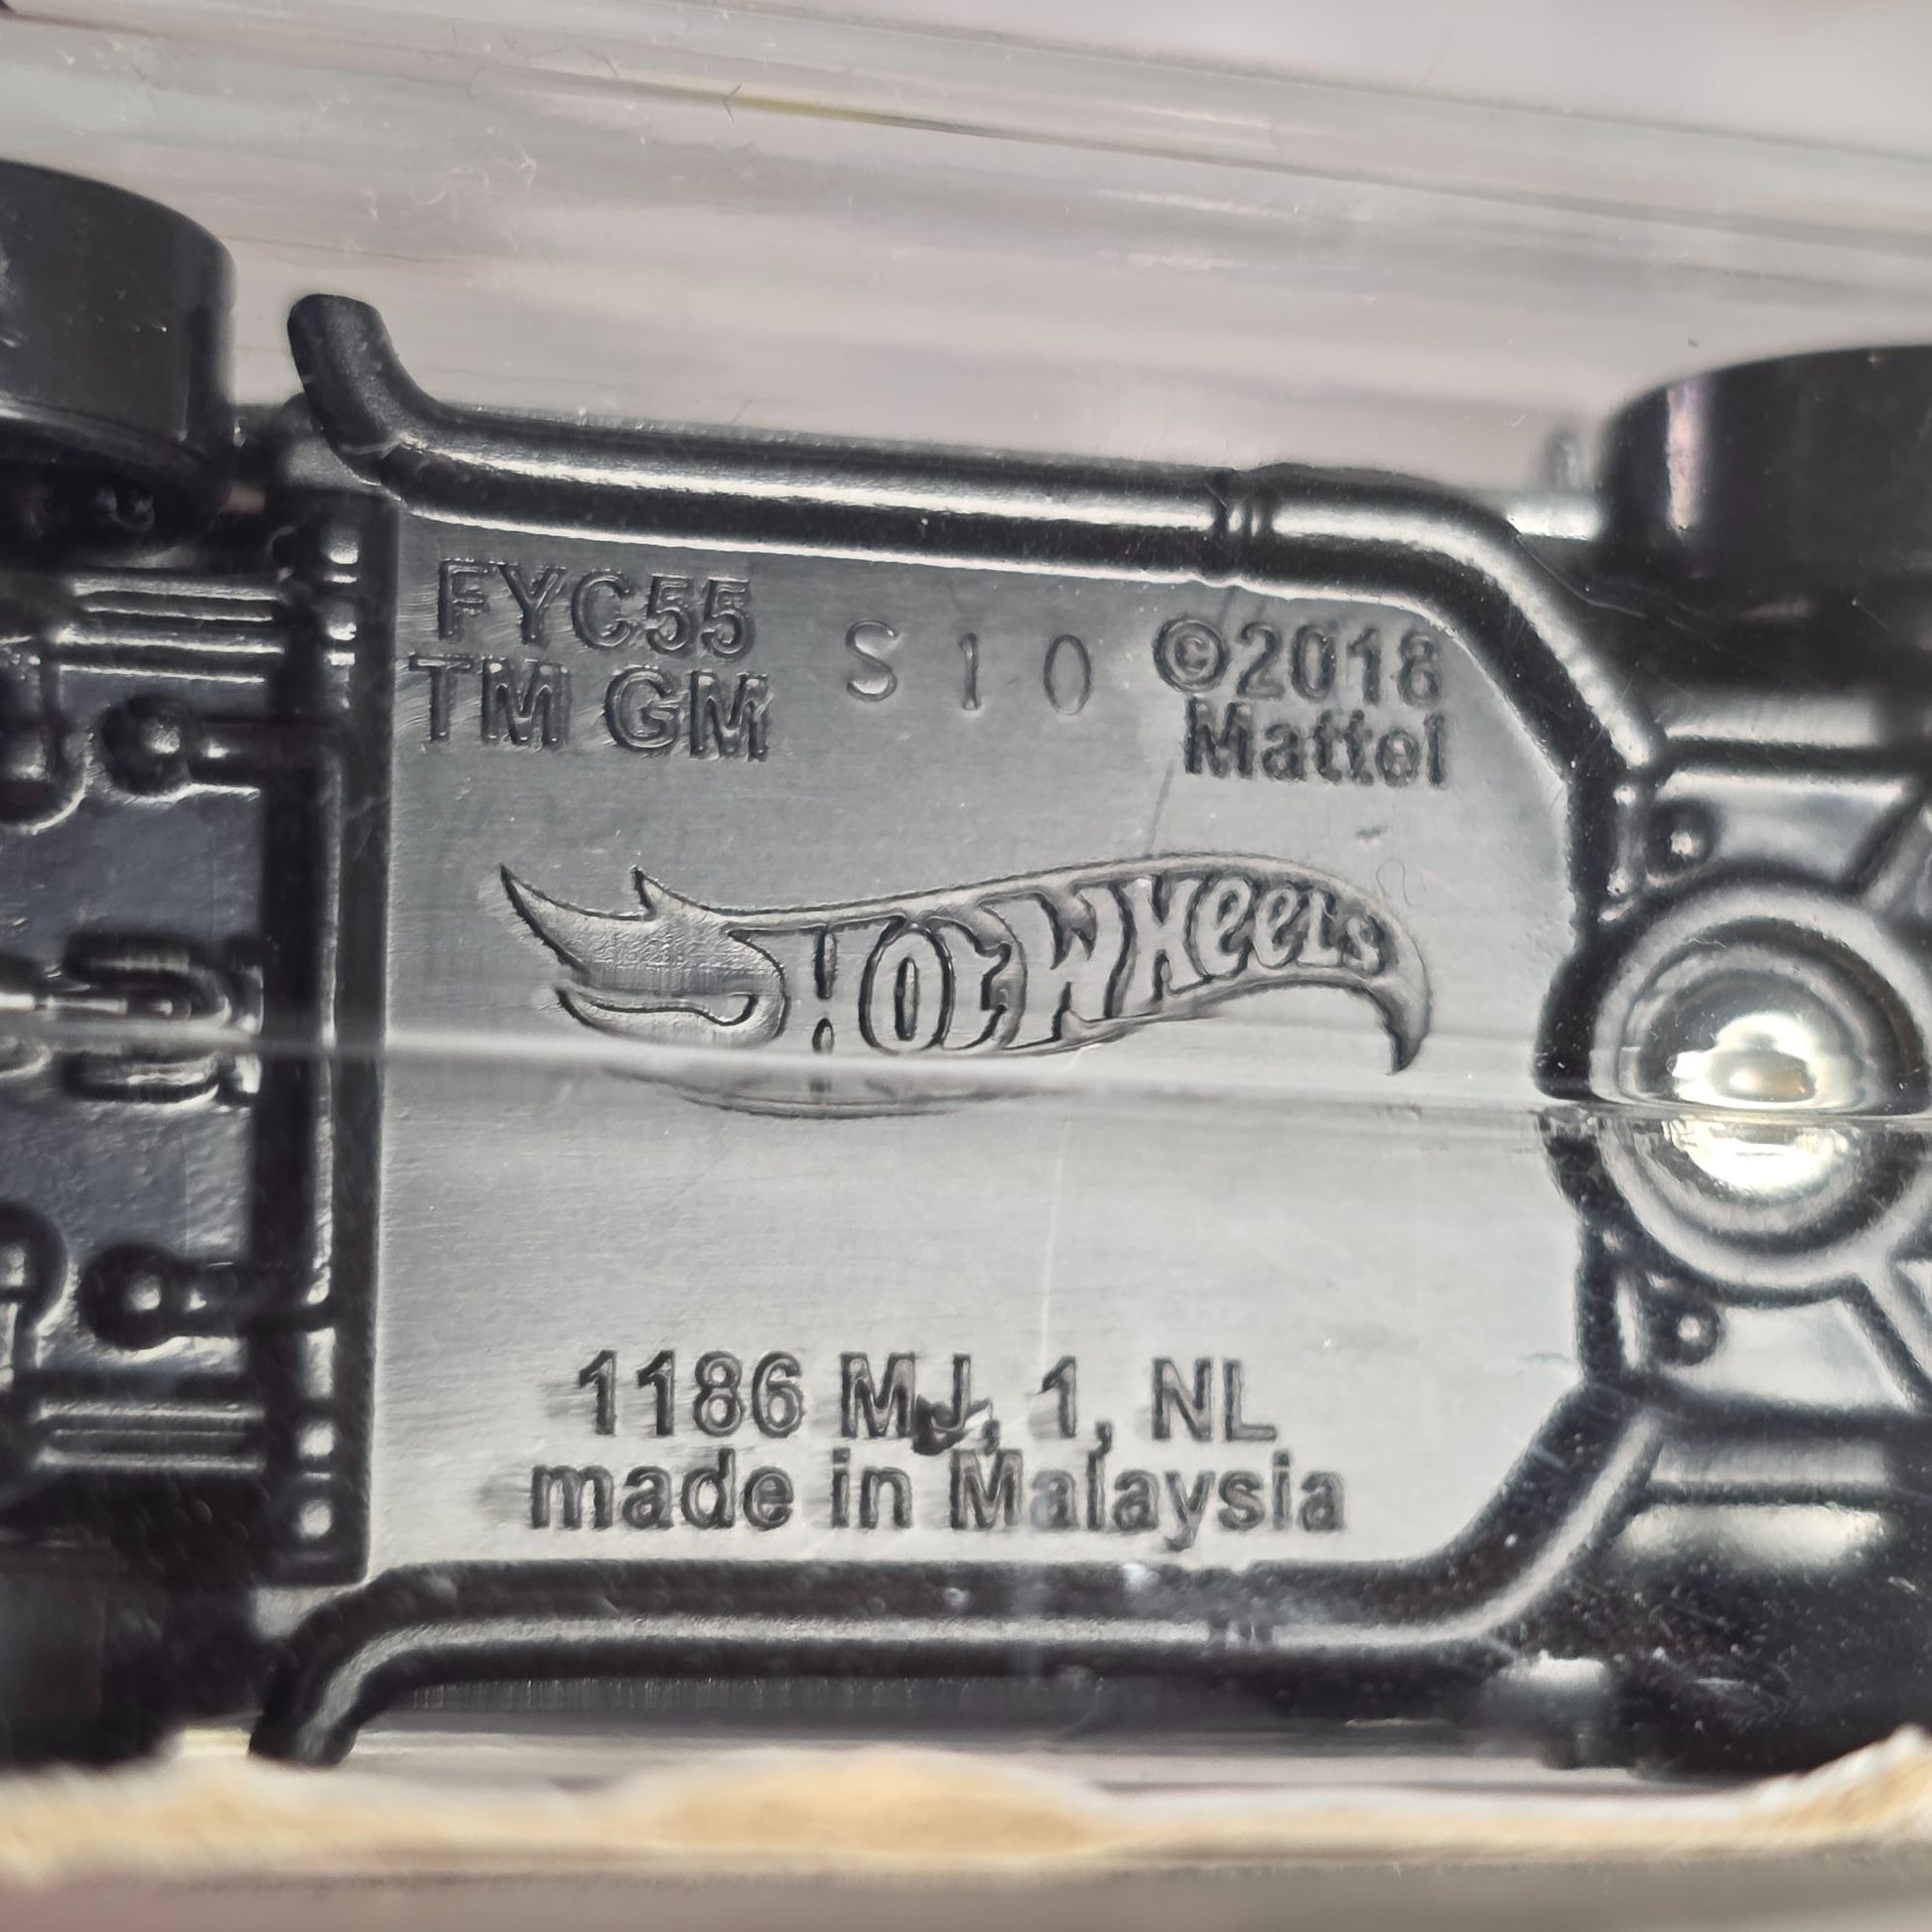 FYC55
TM GM
S10
©2018
Mattel
HOT WHEELS
1186 MJ, 1, NL
made in Malaysia